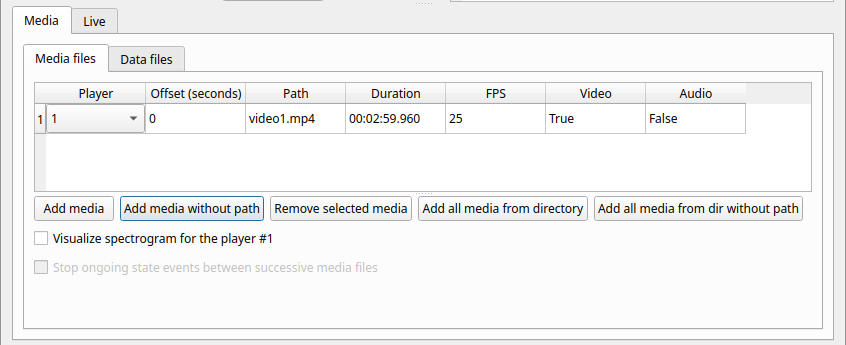 Media Live
Media files Data files
Player Offset (seconds) Path Duration FPS Video Audio
1 1 0 video1.mp4 00:02:59.960 25 True False
Add media Add media without path Remove selected media Add all media from directory Add all media from dir without path
Visualize spectrogram for the player #1
Stop ongoing state events between successive media files